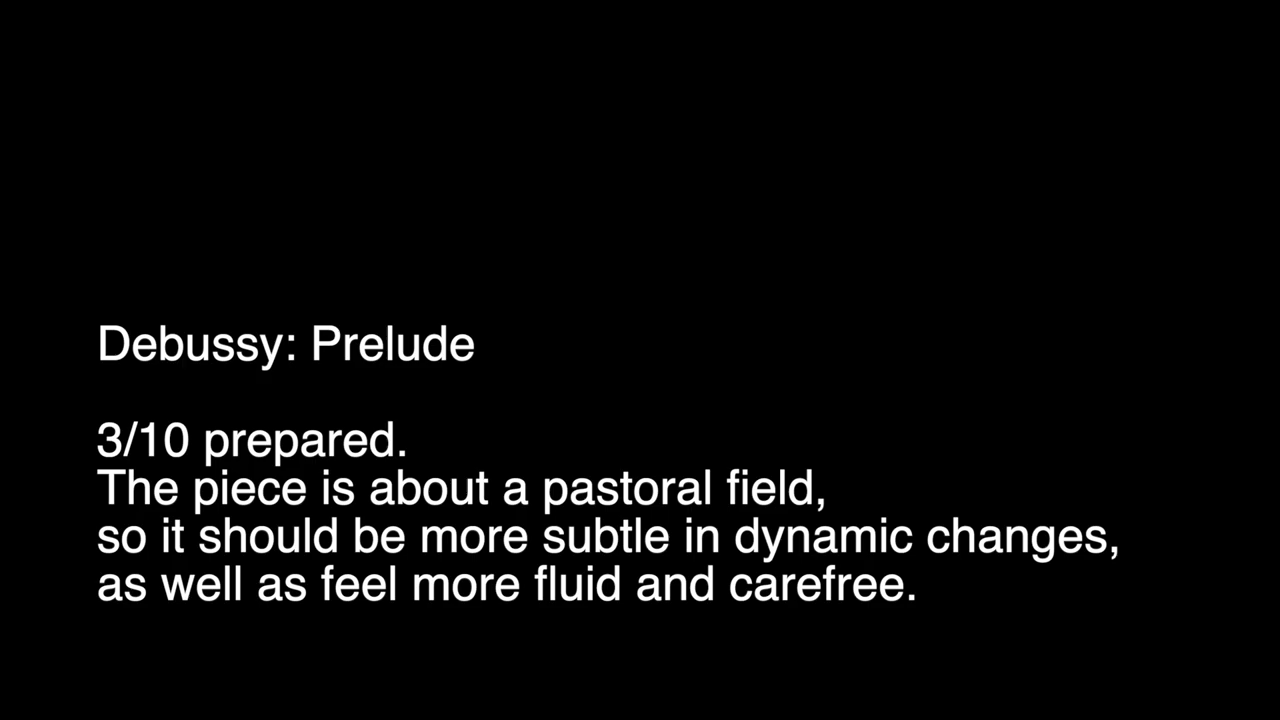 Debussy: Prelude
3/10 prepared.
The piece is about a pastoral field,
so it should be more subtle in dynamic changes,
as well as feel more fluid and carefree.